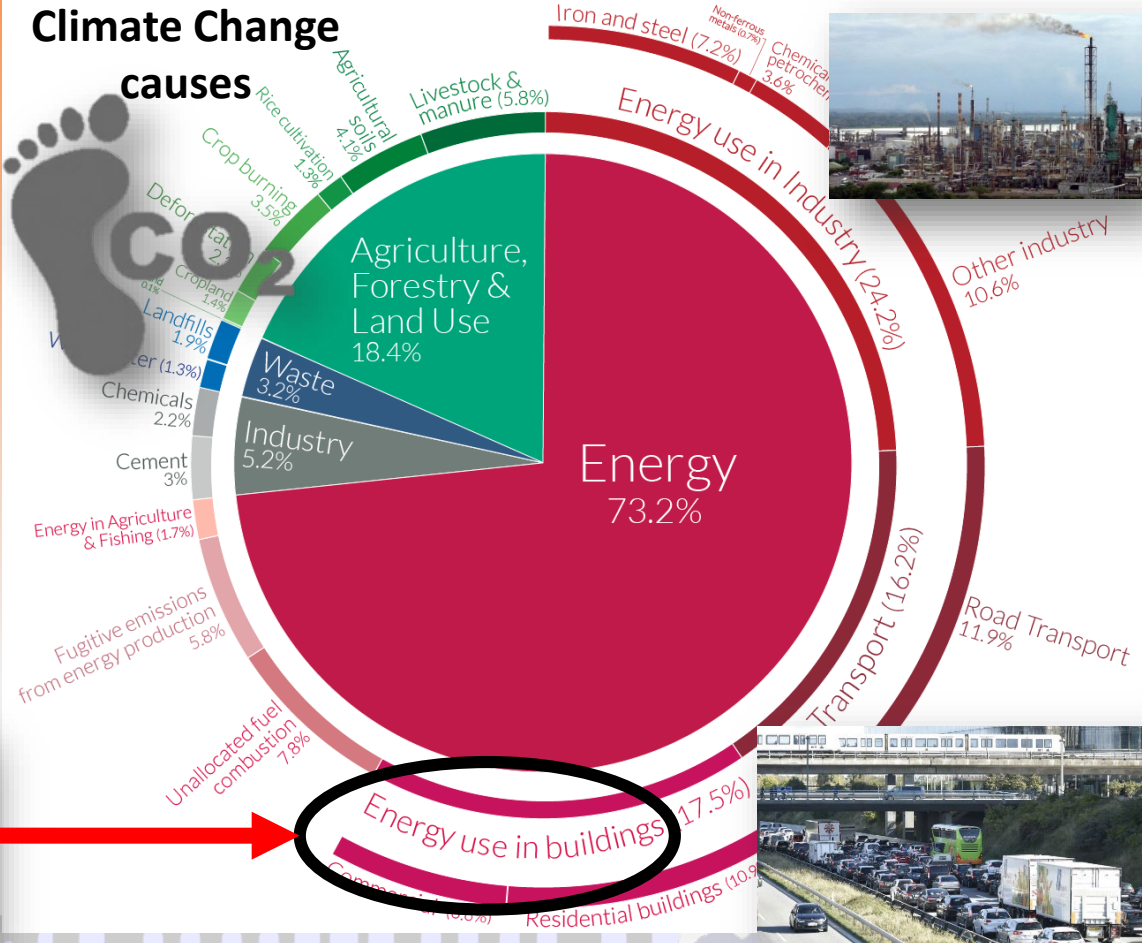 Climate Change
causes
Iron and steel (7.2%)
Non-ferrous
metals (0.7%)
3.6%
Energy use in Industry (24.2%)
Other industry
10.6%
Livestock &
manure (5.8%)
Agricultural
soils
4.1%
Rice cultivation
1.3%
Crop burning
3.5%
CO2
Cropland
1.4%
0.1%
Landfills
1.9%
(1.3%)
Chemicals
2.2%
Cement
3%
Energy in Agriculture
& Fishing (1.7%)
Fugitive emissions
from energy production
5.8%
Unallocated fuel
combustion
7.8%
Agriculture,
Forestry &
Land Use
18.4%
Waste
3.2%
Industry
5.2%
Energy
73.2%
Transport (16.2%)
Road Transport
11.9%
Energy use in buildings (17.5%)
Residential buildings (10.9